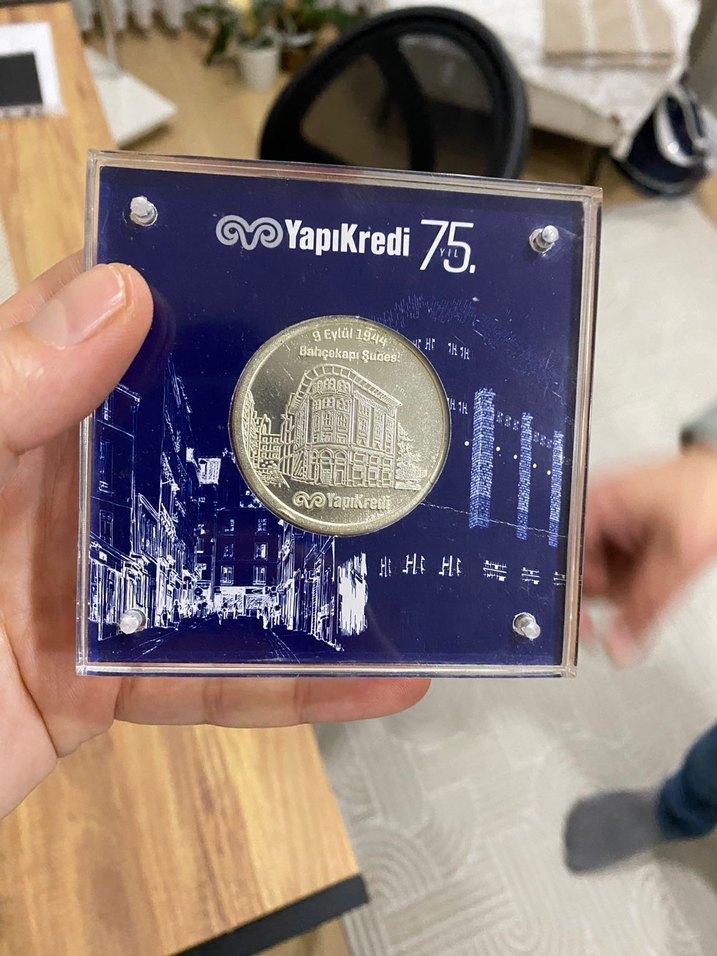 YapıKredi 75.
YIL
9 Eylül 1944
Bahçekapı Şubesi
YapıKredi